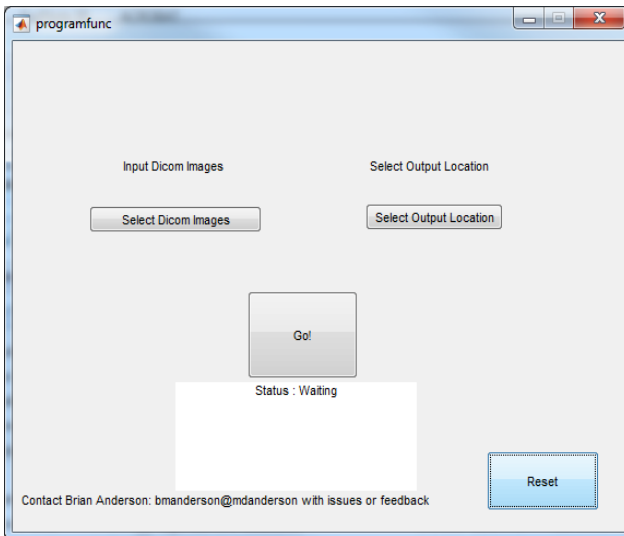 programfunc
Input Dicom Images
Select Output Location
Select Dicom Images
Select Output Location
Go!
Status : Waiting
Reset
Contact Brian Anderson: bmanderson@mdanderson with issues or feedback